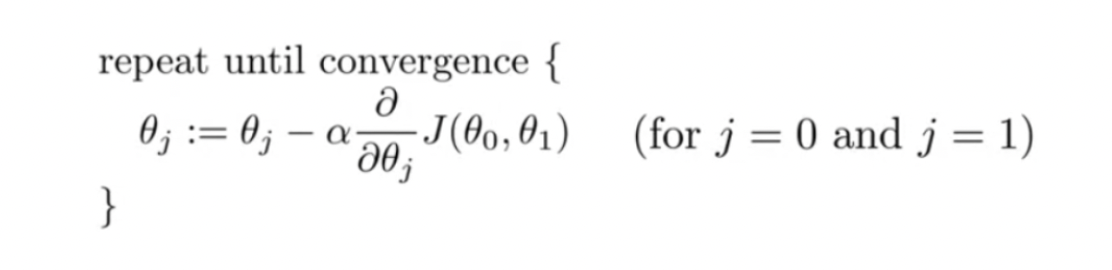 repeat until convergence {
θ_j := θ_j − α ∂/∂θ_j J(θ_0, θ_1) (for j = 0 and j = 1)
}